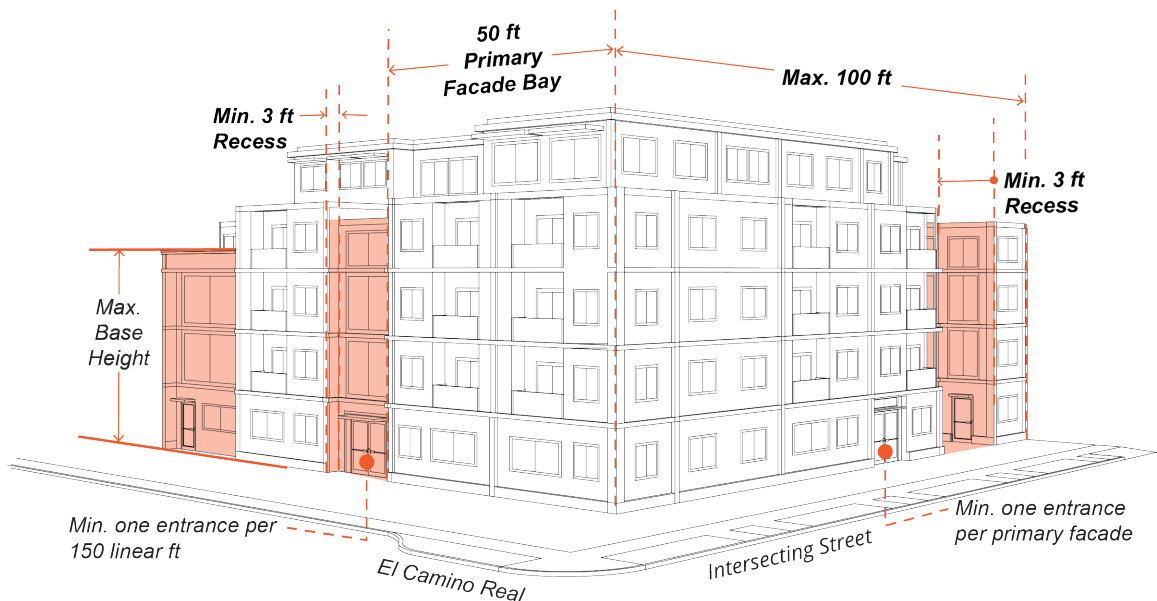 50 ft
Primary
Facade Bay
Max. 100 ft
Min. 3 ft
Recess
Min. 3 ft
Recess
Max.
Base
Height
Min. one entrance per
150 linear ft
Min. one entrance
per primary facade
El Camino Real
Intersecting Street